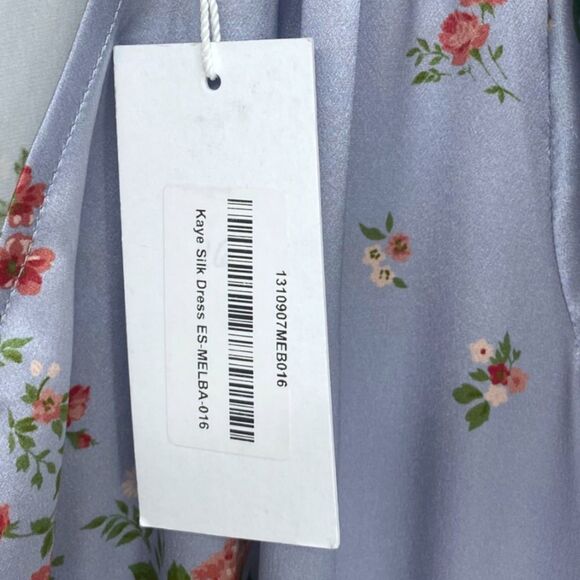 1310907MEB016
Kaye Silk Dress ES-MELBA-016